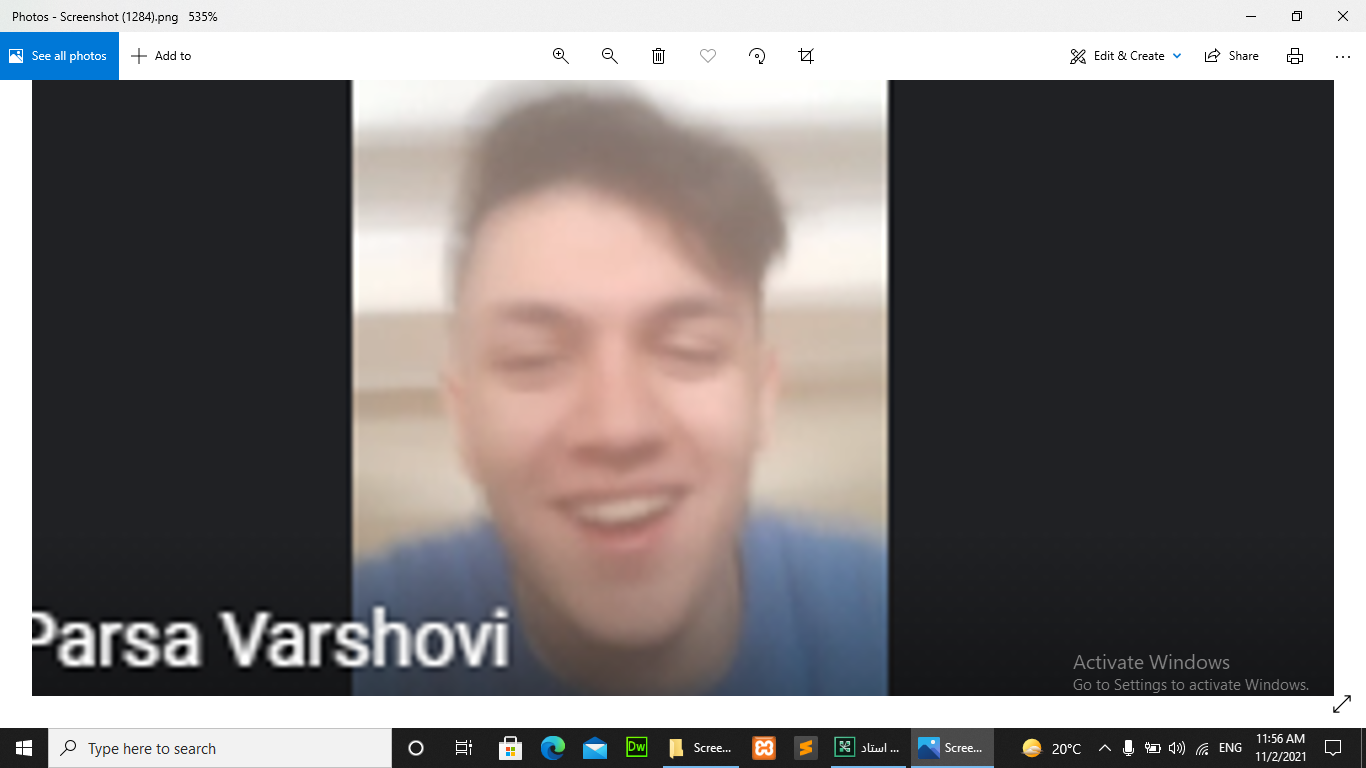 Photos - Screenshot (1284).png 535%
See all photos
Add to
Edit & Create
Share
Parsa Varshovi
Activate Windows
Go to Settings to activate Windows.
Type here to search
Dw
Scree...
استاد ...
Scree...
20°C
ENG
11:56 AM
11/2/2021